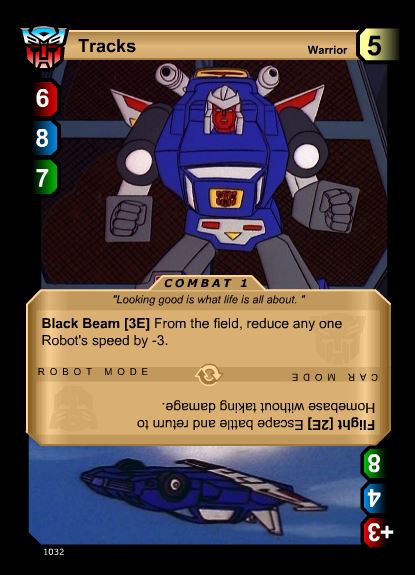 Tracks Warrior 5
6
8
7
COMBAT 1
"Looking good is what life is all about. "
Black Beam [3E] From the field, reduce any one
Robot's speed by -3.
ROBOT MODE
CAR MODE
Flight [2E] Escape battle and return to
Homebase without taking damage.
+3
4
8
1032